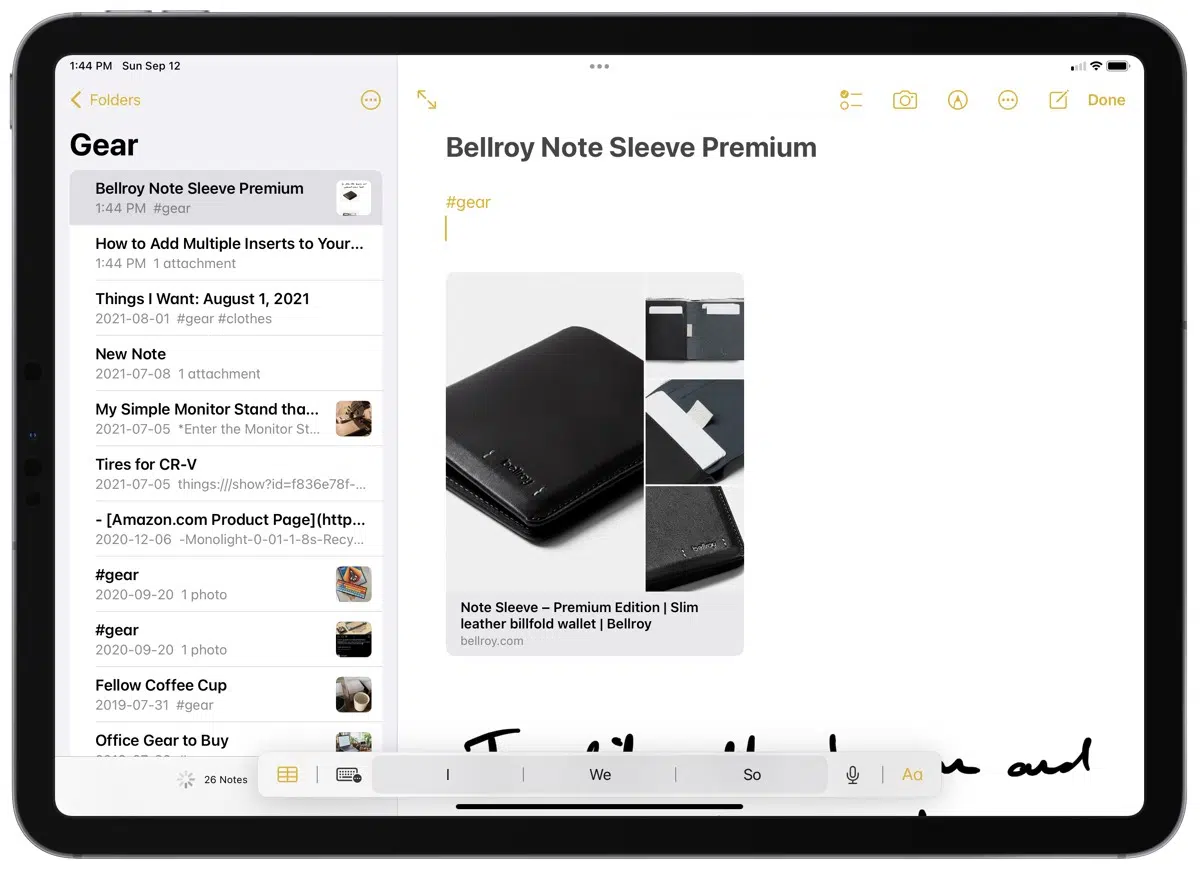 1:44 PM Sun Sep 12
Folders
Gear
Bellroy Note Sleeve Premium
1:44 PM #gear
How to Add Multiple Inserts to Your...
1:44 PM 1 attachment
Things I Want: August 1, 2021
2021-08-01 #gear #clothes
New Note
2021-07-08 1 attachment
My Simple Monitor Stand tha...
2021-07-05 *Enter the Monitor St...
Tires for CR-V
2021-07-05 things:///show?id=f836e78f-...
- [Amazon.com Product Page](http...
2020-12-06 -Monolight-0-01-1-8s-Recy...
#gear
2020-09-20 1 photo
#gear
2020-09-20 1 photo
Fellow Coffee Cup
2019-07-31 #gear
Office Gear to Buy
26 Notes
Done
Bellroy Note Sleeve Premium
#gear
bellroy
bellroy
Note Sleeve – Premium Edition | Slim
leather billfold wallet | Bellroy
bellroy.com
and
I We So
Aa